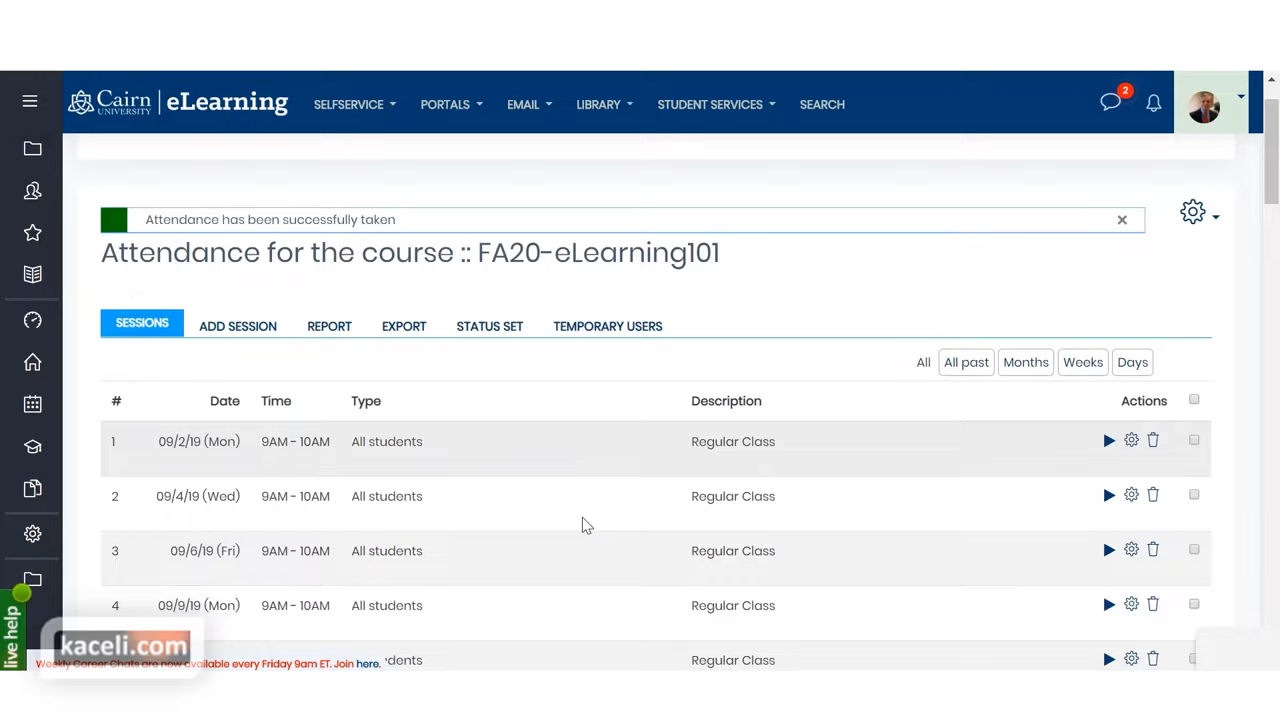 Cairn UNIVERSITY | eLearning SELFSERVICE PORTALS EMAIL LIBRARY STUDENT SERVICES SEARCH 2
Attendance has been successfully taken
Attendance for the course :: FA20-eLearning101
SESSIONS ADD SESSION REPORT EXPORT STATUS SET TEMPORARY USERS
All All past Months Weeks Days
# Date Time Type Description Actions
1 09/2/19 (Mon) 9AM - 10AM All students Regular Class
2 09/4/19 (Wed) 9AM - 10AM All students Regular Class
3 09/6/19 (Fri) 9AM - 10AM All students Regular Class
4 09/9/19 (Mon) 9AM - 10AM All students Regular Class
Regular Class
live help
kaceli.com
Weekly Career Chats are now available every Friday 9am ET. Join here.